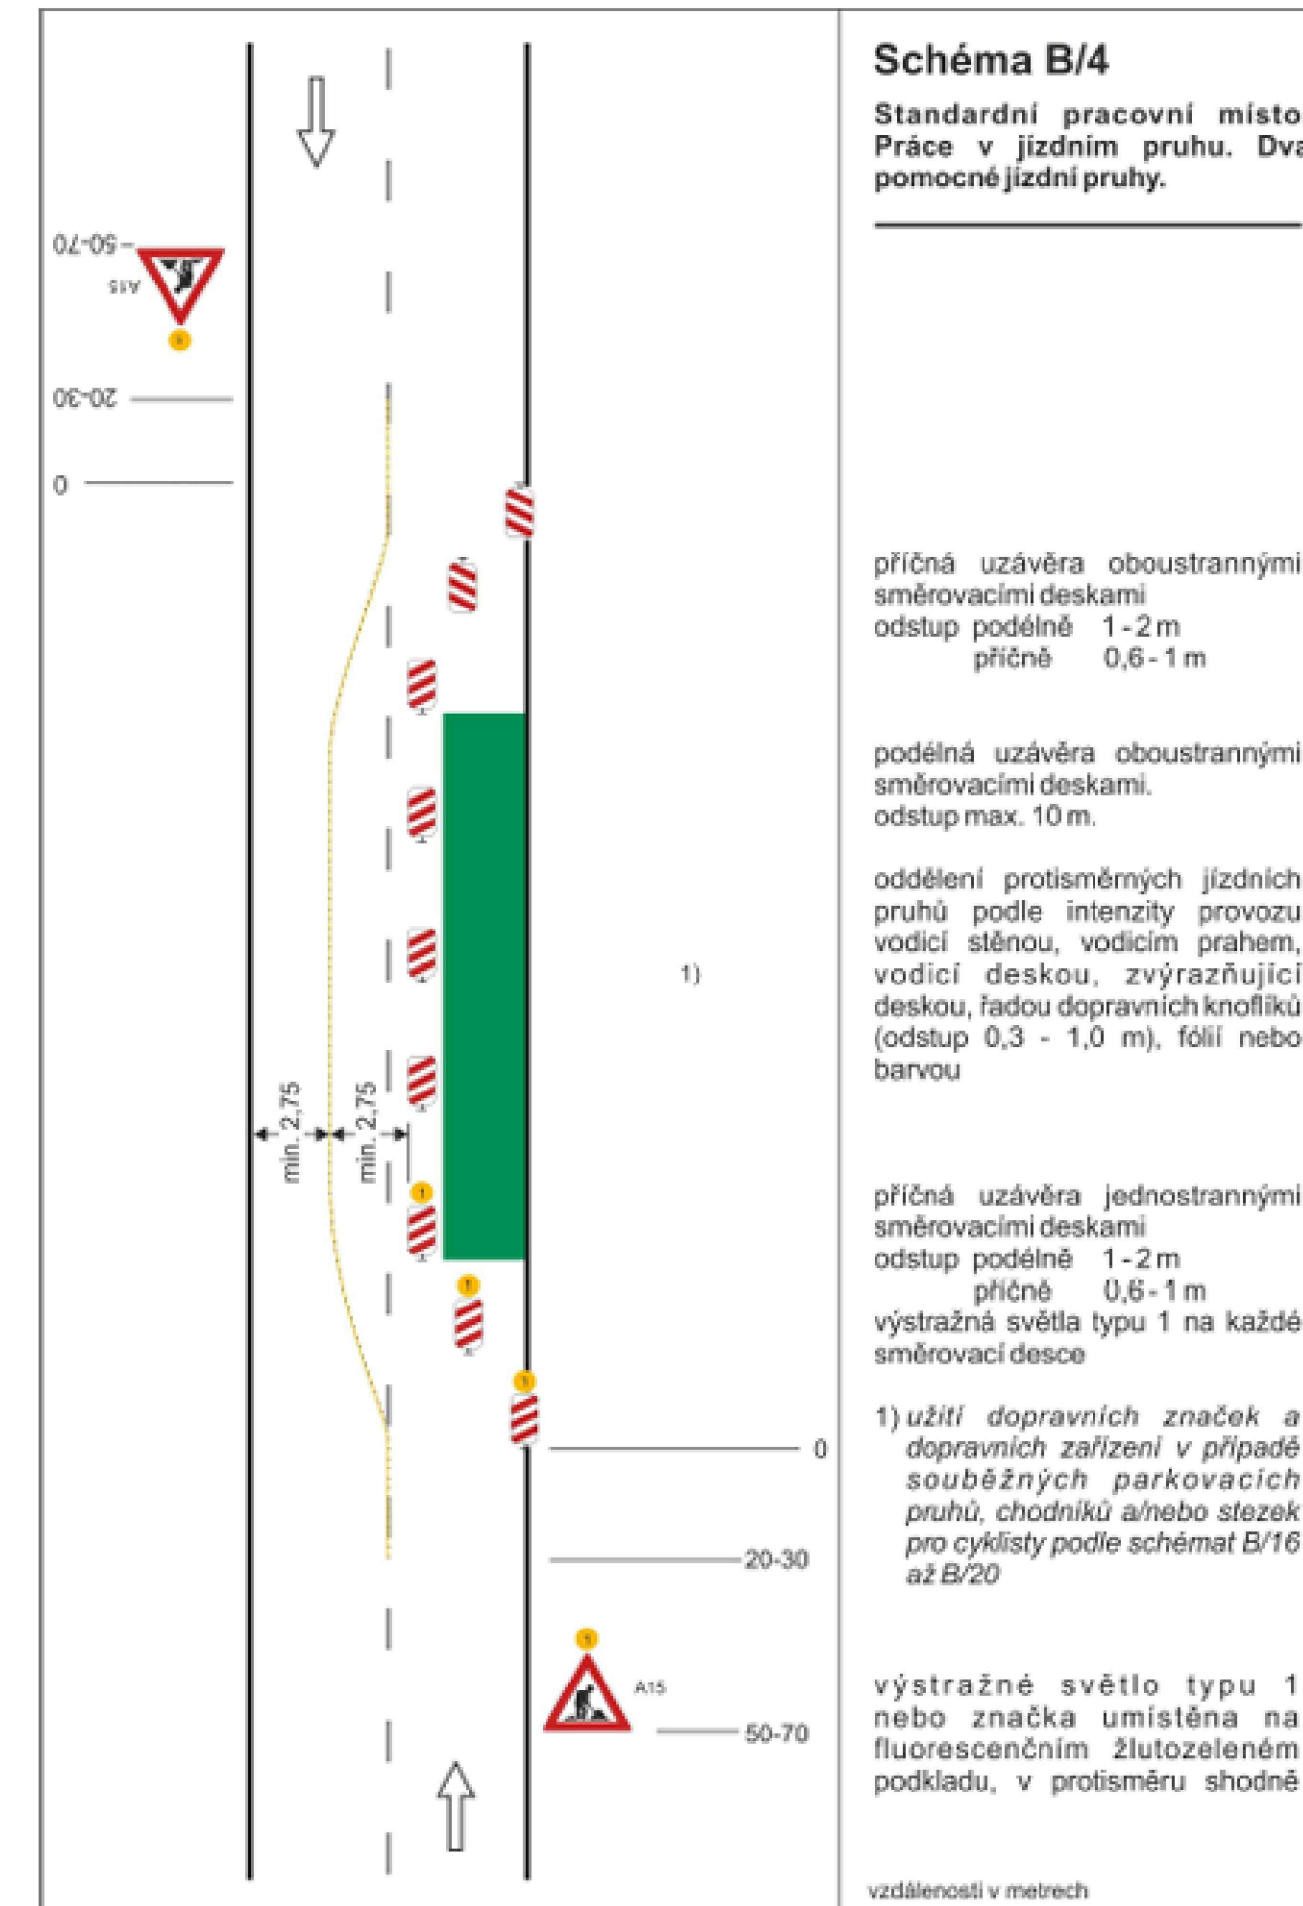 Schéma B/4
Standardní pracovní místo
Práce v jízdním pruhu. Dva
pomocné jízdní pruhy.
50-70
A15
1
20-30
0
příčná uzávěra oboustrannými
směrovacími deskami
odstup podélně 1-2 m
příčně 0,6-1 m
podélná uzávěra oboustrannými
směrovacími deskami.
odstup max. 10 m.
oddělení protisměrných jízdních
pruhů podle intenzity provozu
vodicí stěnou, vodicím prahem,
vodicí deskou, zvýrazňující
deskou, řadou dopravních knoflíků
(odstup 0,3 - 1,0 m), fólií nebo
barvou
1)
min. 2,75
min. 2,75
1
1
1
příčná uzávěra jednostrannými
směrovacími deskami
odstup podélně 1-2 m
příčně 0,6-1 m
výstražná světla typu 1 na každé
směrovací desce
1) užití dopravních značek a
dopravních zařízení v případě
souběžných parkovacích
pruhů, chodníků a/nebo stezek
pro cyklisty podle schémat B/16
až B/20
0
20-30
1
A15
50-70
výstražné světlo typu 1
nebo značka umístěna na
fluorescenčním žlutozeleném
podkladu, v protisměru shodně
vzdálenosti v metrech